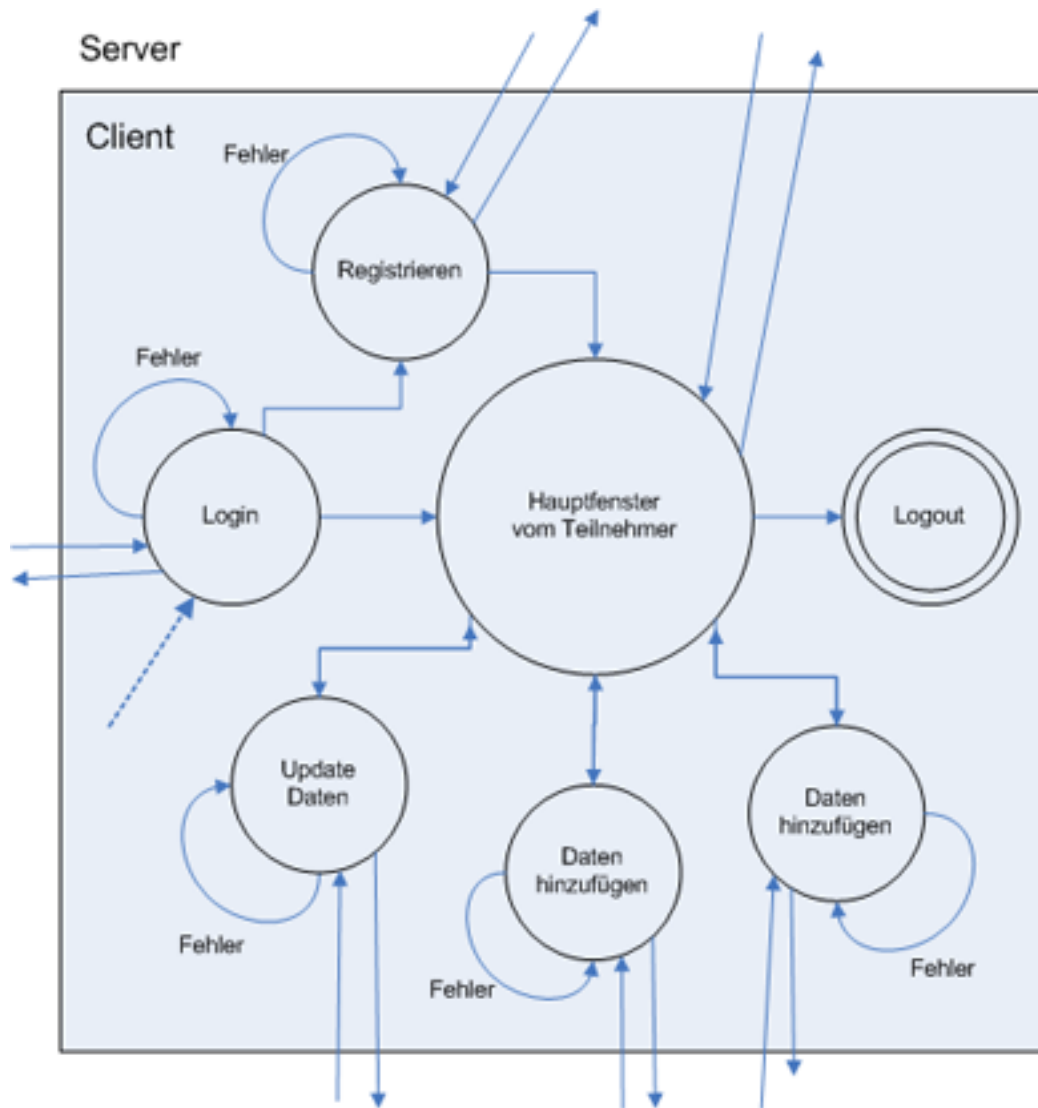 Server
Client
Fehler
Registrieren
Fehler
Login
Hauptfenster
vom Teilnehmer
Logout
Update
Daten
Fehler
Daten
hinzufügen
Fehler
Daten
hinzufügen
Fehler